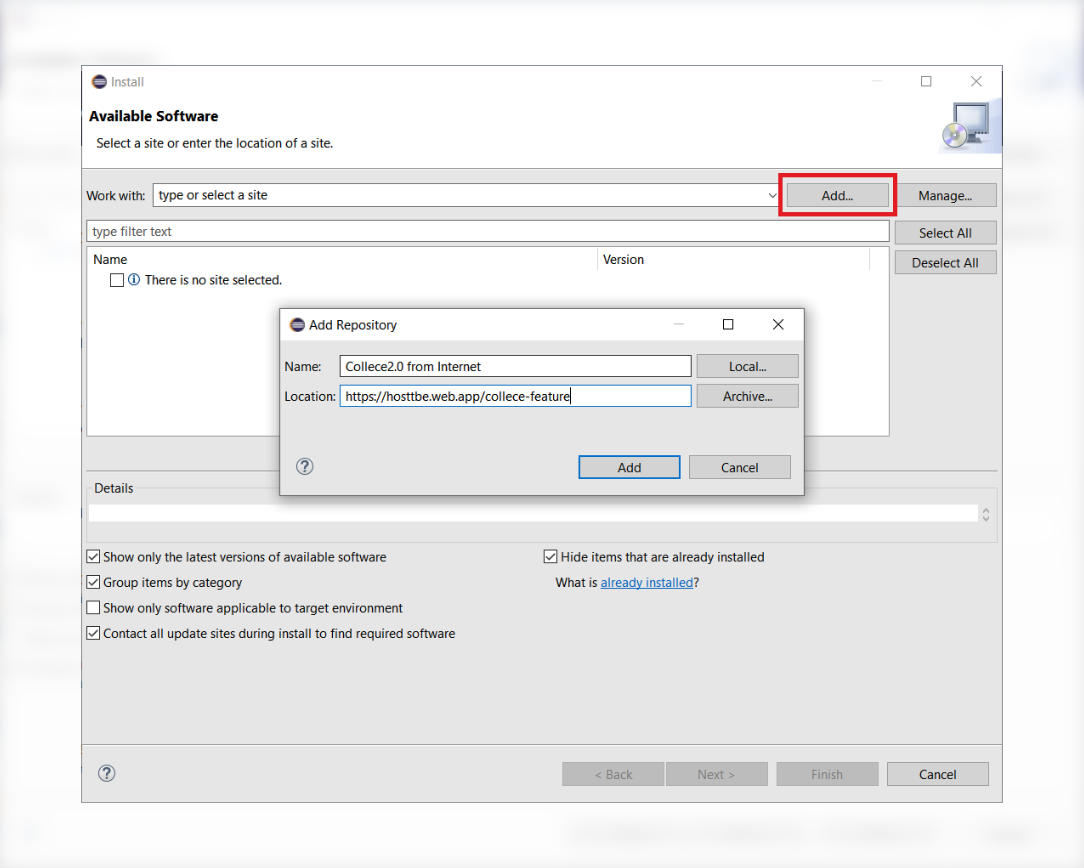 Install
Available Software
Select a site or enter the location of a site.
Work with: type or select a site Add... Manage...
type filter text Select All
Name Version Deselect All
There is no site selected.
Add Repository
Name: Collece2.0 from Internet Local...
Location: https://hosttbe.web.app/collece-feature Archive...
Add Cancel
Details
Show only the latest versions of available software Hide items that are already installed
Group items by category What is already installed?
Show only software applicable to target environment
Contact all update sites during install to find required software
< Back Next > Finish Cancel